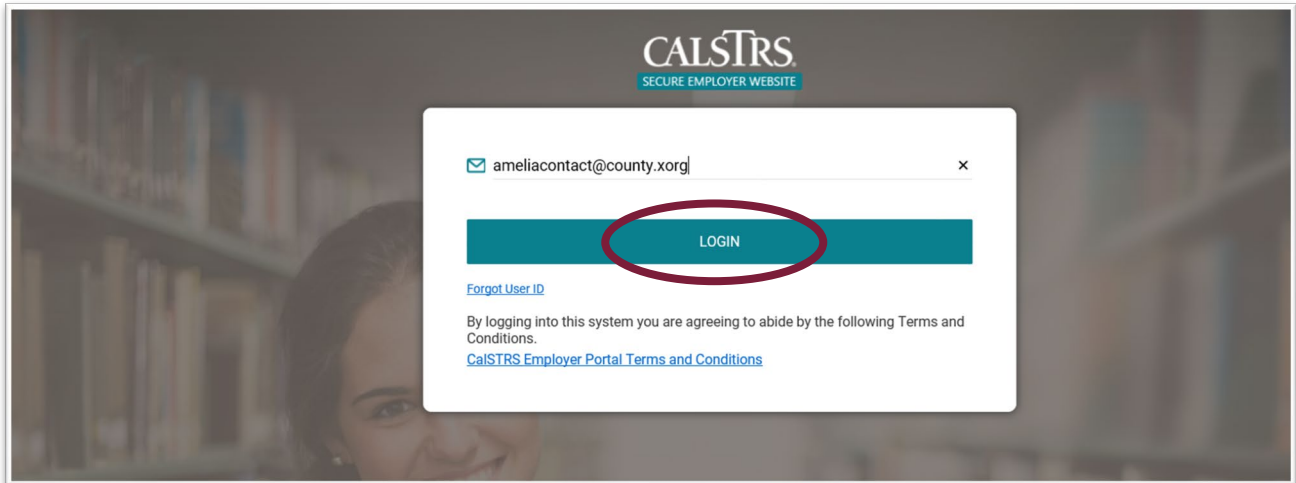 CALSTRS
SECURE EMPLOYER WEBSITE
ameliacontact@county.xorg
LOGIN
Forgot User ID
By logging into this system you are agreeing to abide by the following Terms and
Conditions.
CalSTRS Employer Portal Terms and Conditions